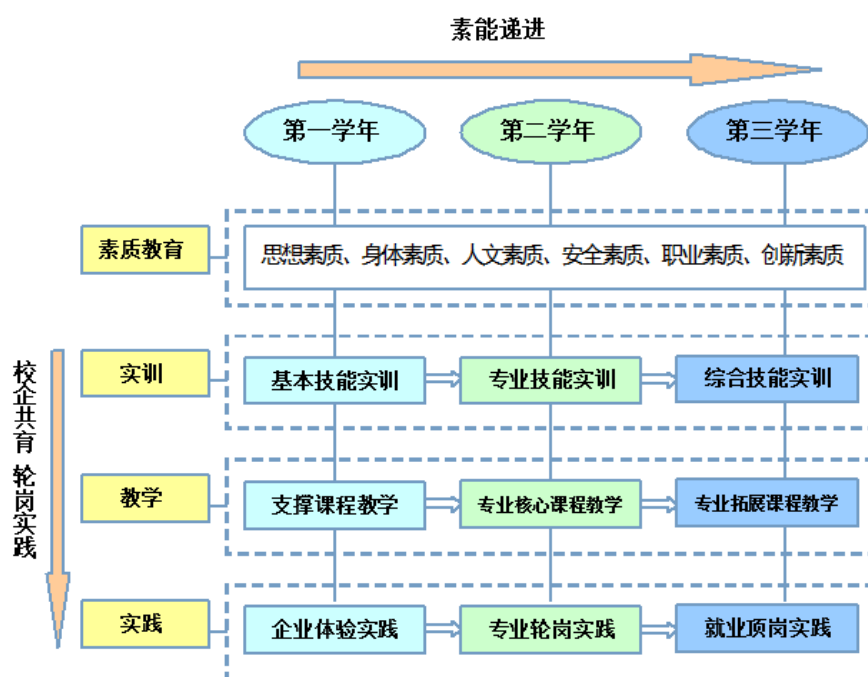 素能递进
第一学年
第二学年
第三学年
素质教育
思想素质、身体素质、人文素质、安全素质、职业素质、创新素质
校企共育 轮岗实践
实训
基本技能实训
专业技能实训
综合技能实训
教学
支撑课程教学
专业核心课程教学
专业拓展课程教学
实践
企业体验实践
专业轮岗实践
就业顶岗实践